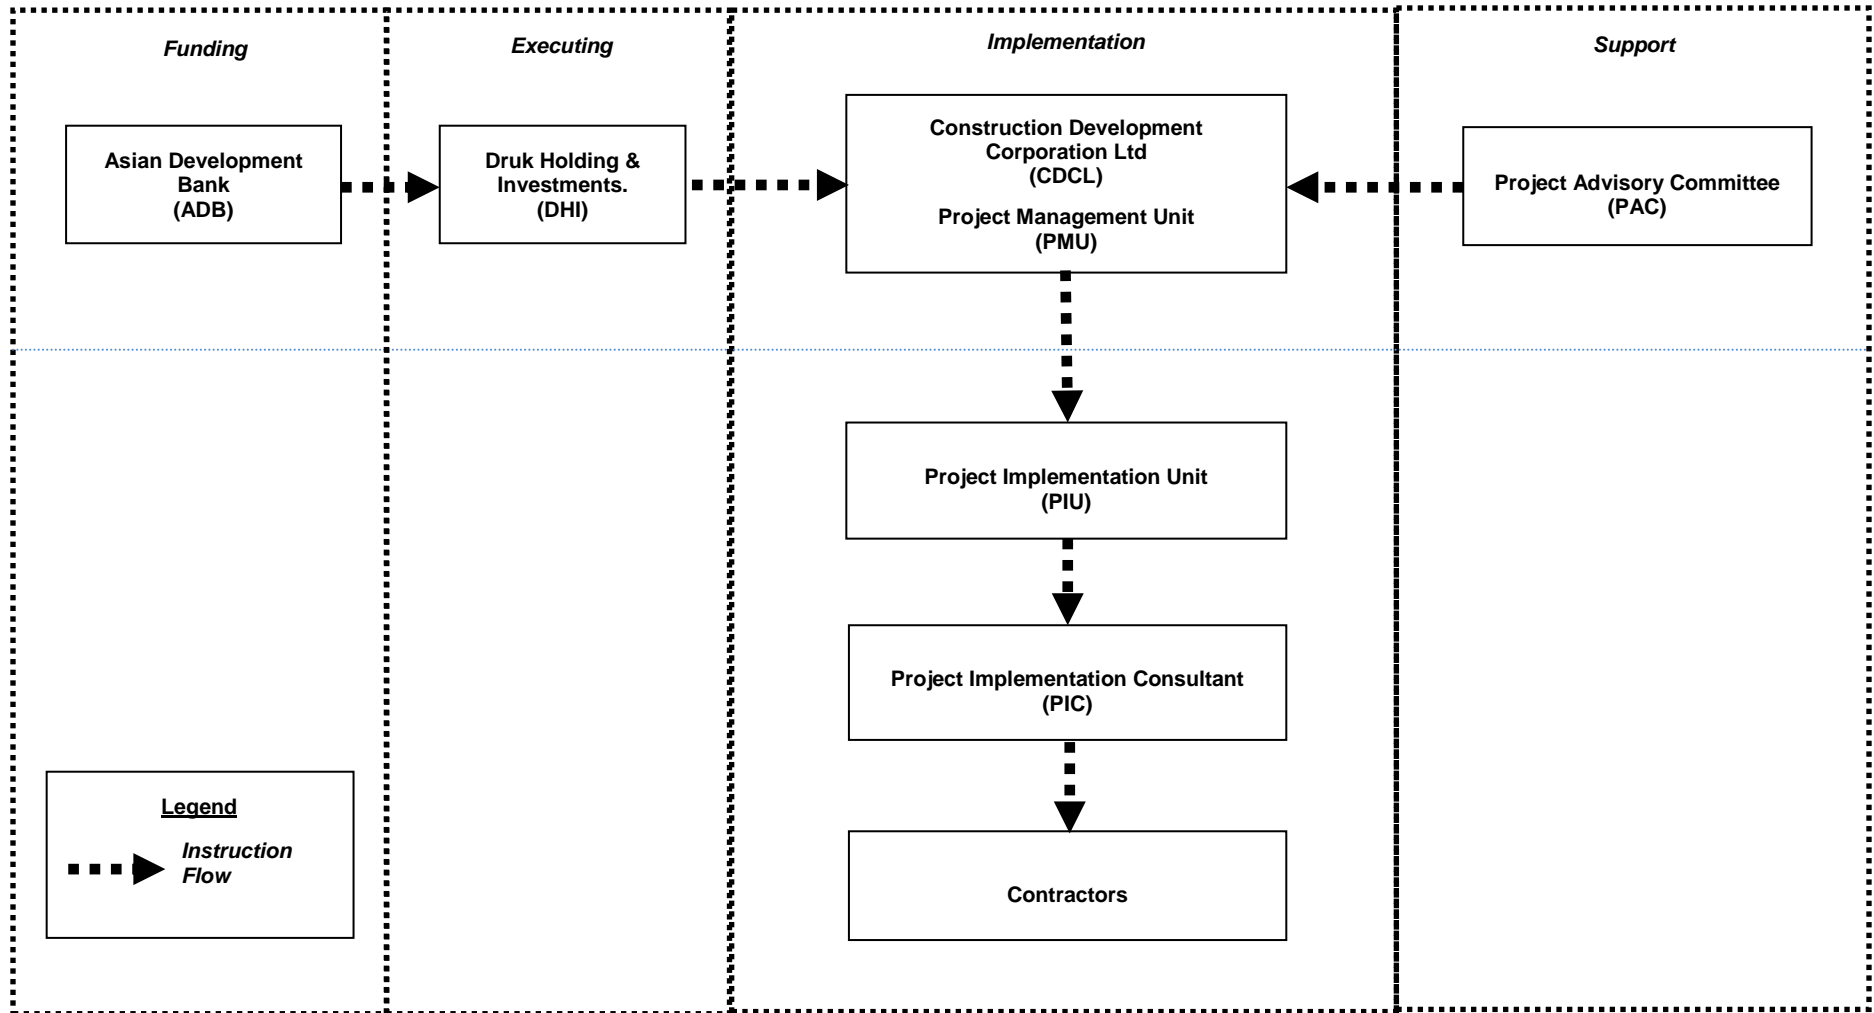 Funding
Executing
Implementation
Support
Asian Development
Bank
(ADB)
Druk Holding &
Investments.
(DHI)
Construction Development
Corporation Ltd
(CDCL)
Project Management Unit
(PMU)
Project Advisory Committee
(PAC)
Project Implementation Unit
(PIU)
Project Implementation Consultant
(PIC)
Contractors
Legend
Instruction
Flow